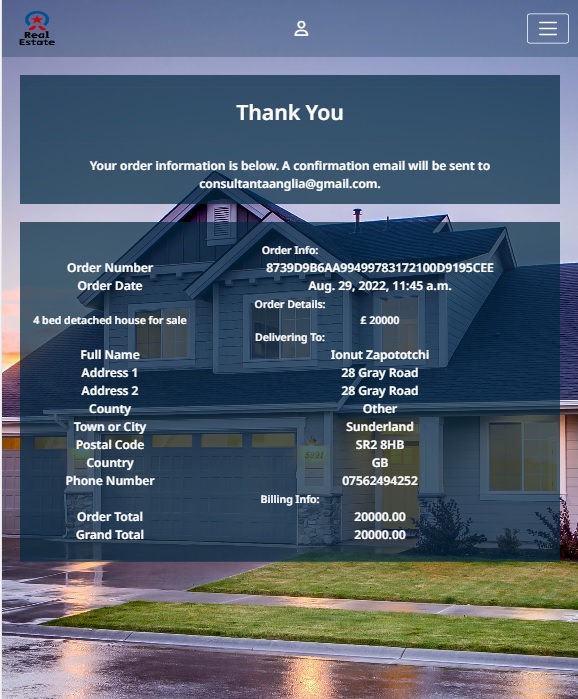 Real
Estate
Thank You
Your order information is below. A confirmation email will be sent to
consultantaanglia@gmail.com.
Order Info:
Order Number 8739D9B6AA99499783172100D9195CEE
Order Date Aug. 29, 2022, 11:45 a.m.
Order Details:
4 bed detached house for sale £ 20000
Delivering To:
Full Name Ionut Zapototchi
Address 1 28 Gray Road
Address 2 28 Gray Road
County Other
Town or City Sunderland
Postal Code SR2 8HB
Country GB
Phone Number 07562494252
Billing Info:
Order Total 20000.00
Grand Total 20000.00